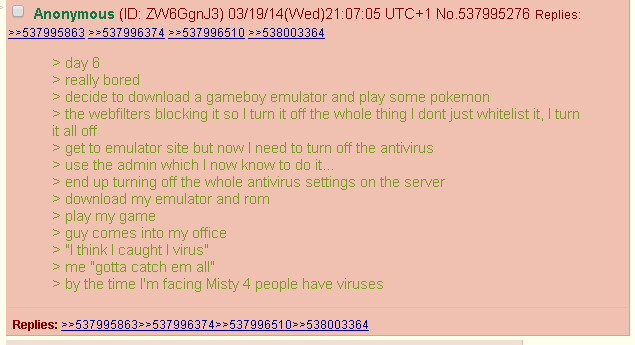 Anonymous (ID: ZW6GgnJ3) 03/19/14(Wed)21:07:05 UTC+1 No.537995276 Replies:
>>537995863 >>537996374 >>537996510 >>538003364
> day 6
> really bored
> decide to download a gameboy emulator and play some pokemon
> the webfilters blocking it so I turn it off the whole thing I dont just whitelist it, I turn
it all off
> get to emulator site but now I need to turn off the antivirus
> use the admin which I now know to do it...
> end up turning off the whole antivirus settings on the server
> download my emulator and rom
> play my game
> guy comes into my office
> "I think I caught I virus"
> me "gotta catch em all"
> by the time I'm facing Misty 4 people have viruses
Replies: >>537995863>>537996374>>537996510>>538003364